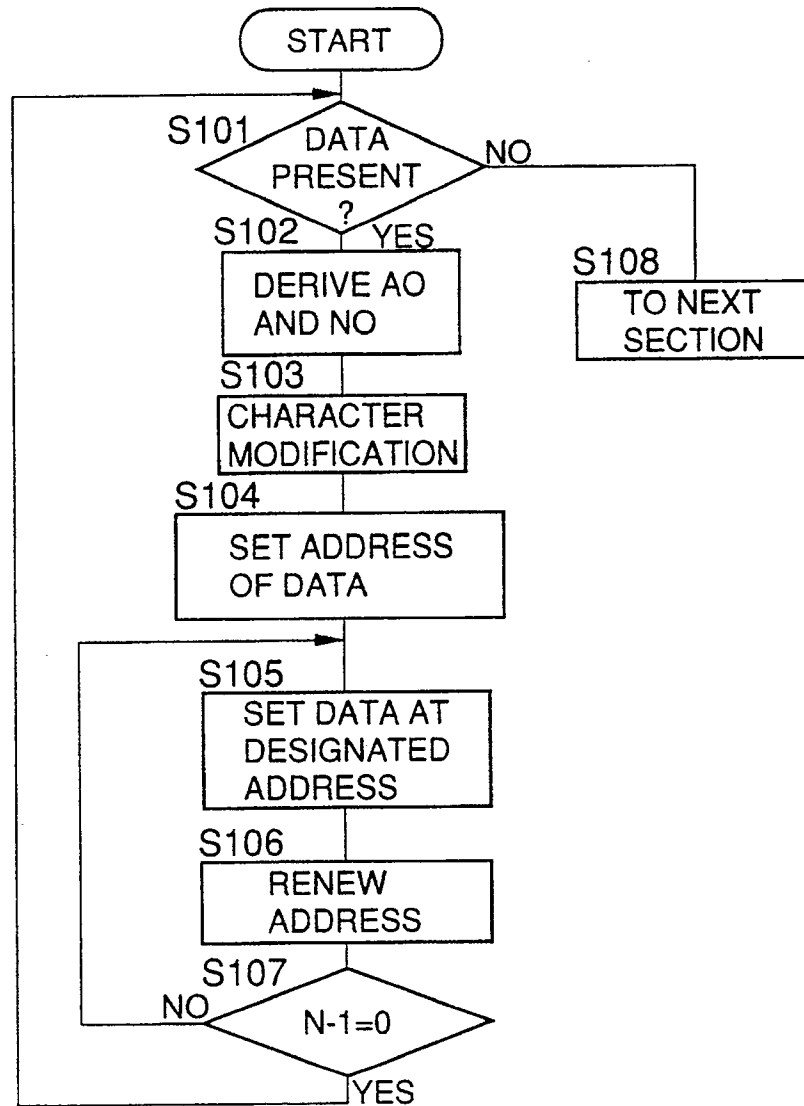 START
S101
DATA
PRESENT
?
NO
YES
S102
DERIVE AO
AND NO
S108
TO NEXT
SECTION
S103
CHARACTER
MODIFICATION
S104
SET ADDRESS
OF DATA
S105
SET DATA AT
DESIGNATED
ADDRESS
S106
RENEW
ADDRESS
S107
NO
N-1=0
YES